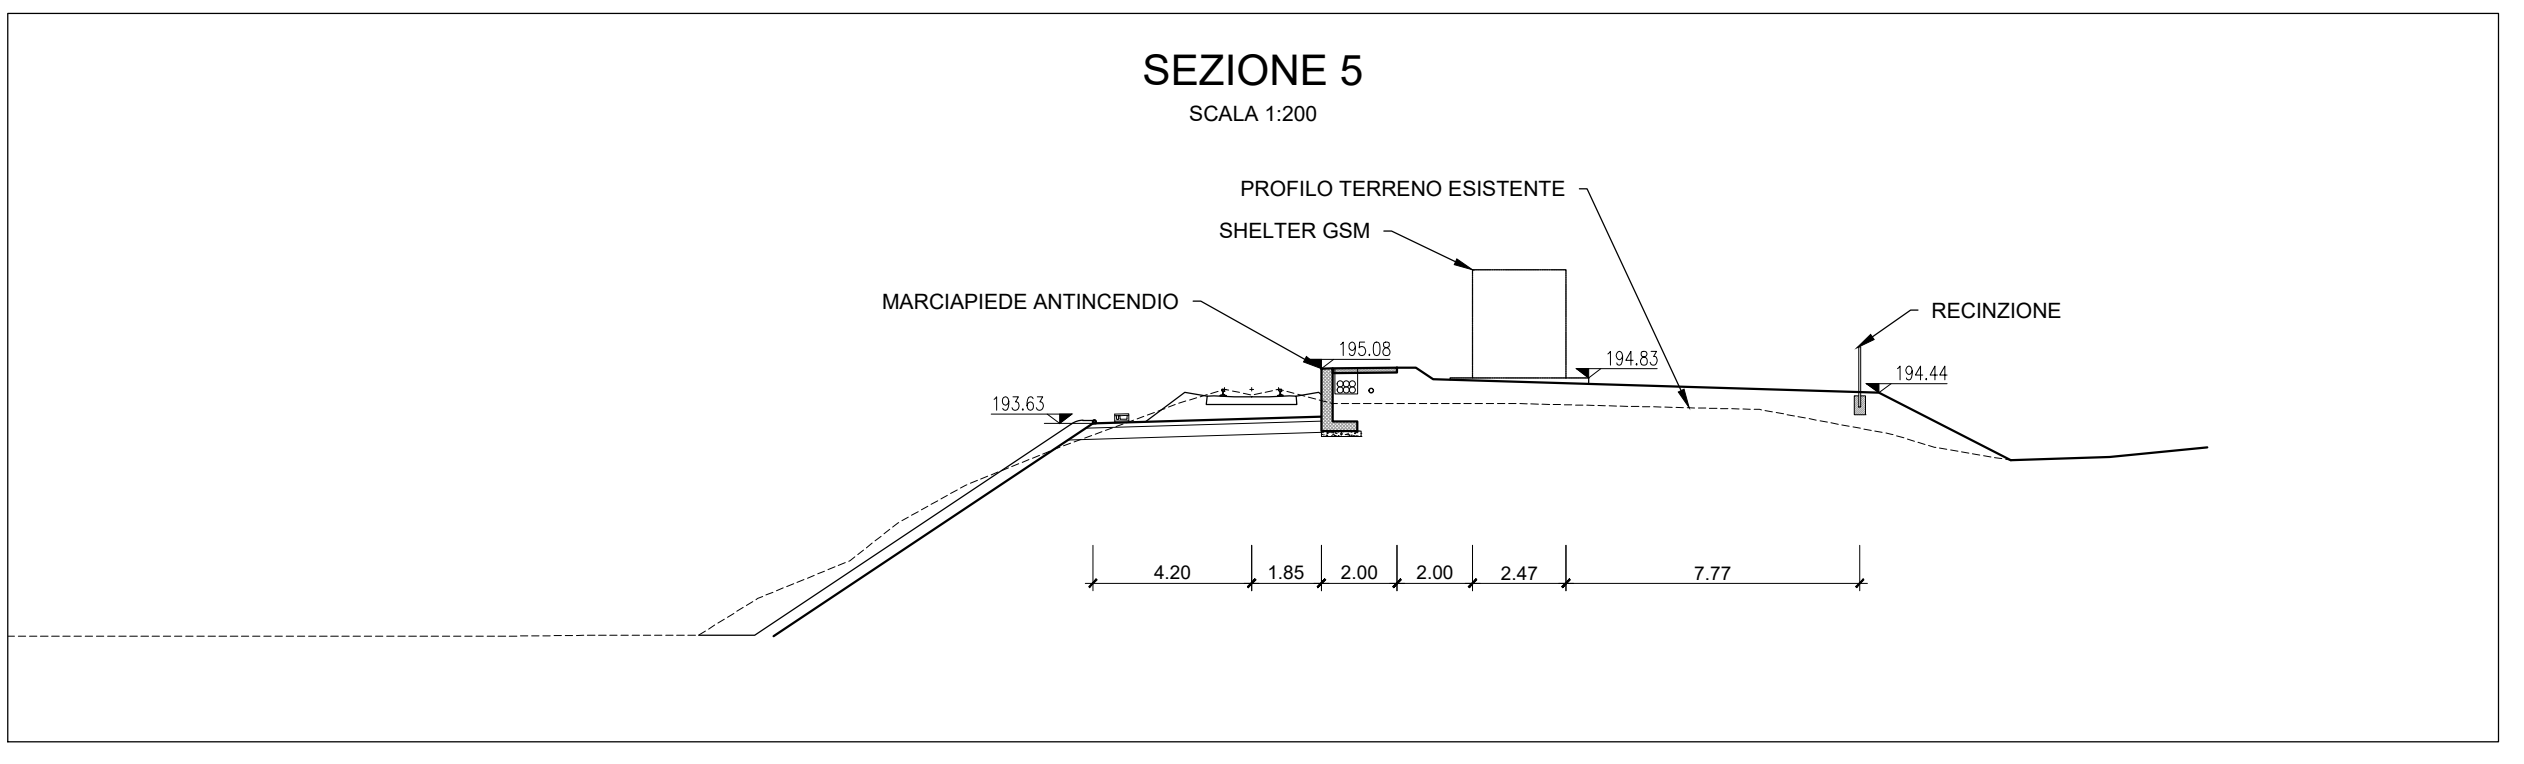 SEZIONE 5
SCALA 1:200
PROFILO TERRENO ESISTENTE
SHELTER GSM
MARCIAPIEDE ANTINCENDIO
RECINZIONE
195.08
194.83
194.44
193.63
4.20 1.85 2.00 2.00 2.47 7.77